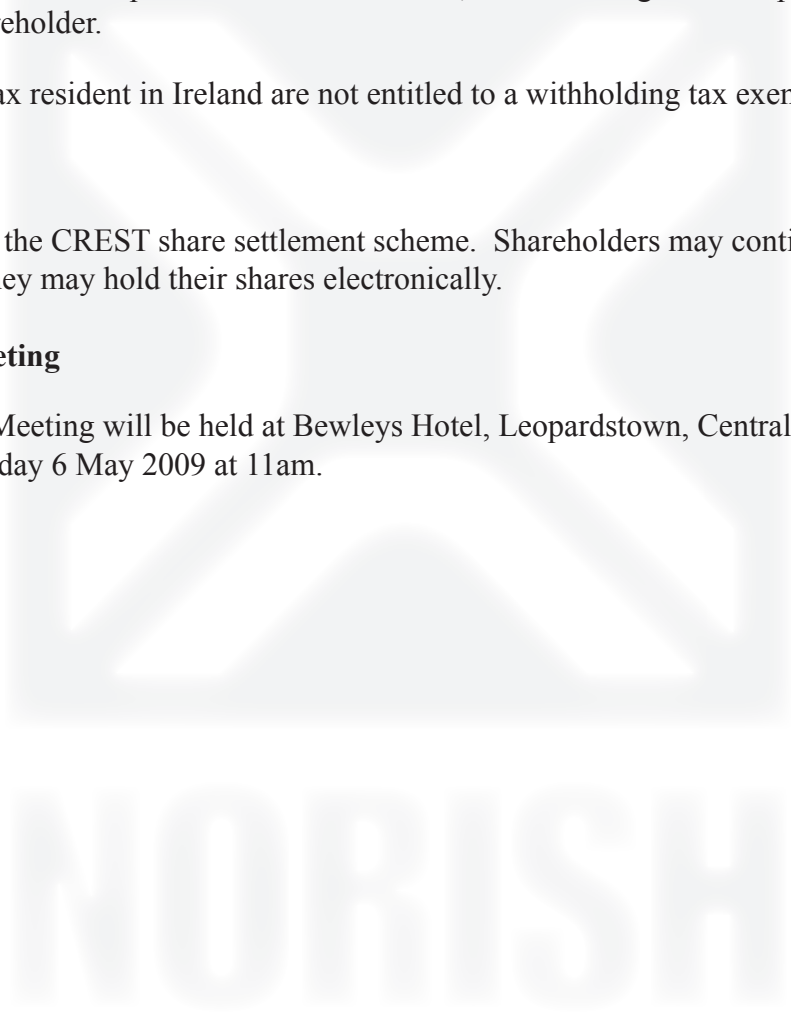 eholder.
ax resident in Ireland are not entitled to a withholding tax exer
the CREST share settlement scheme. Shareholders may conti
ey may hold their shares electronically.
eting
Meeting will be held at Bewleys Hotel, Leopardstown, Central
day 6 May 2009 at 11am.
NORISH